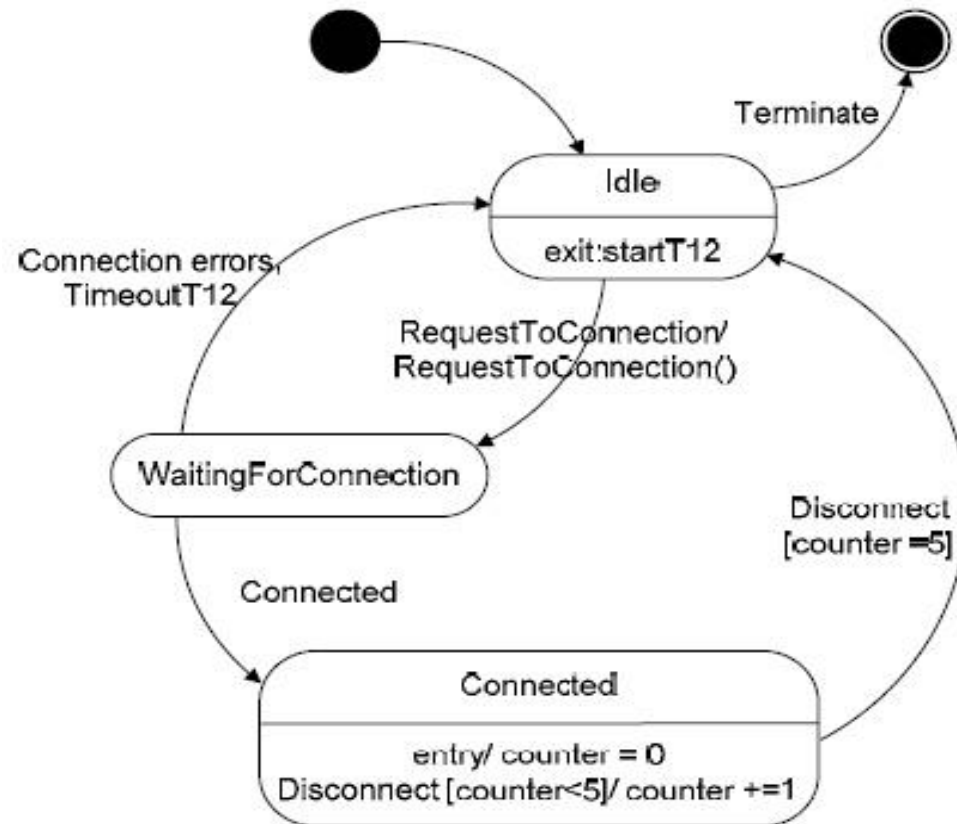 Terminate
Idle
exit:startT12
Connection errors,
TimeoutT12
RequestToConnection/
RequestToConnection()
WaitingForConnection
Disconnect
[counter =5]
Connected
Connected
entry/ counter = 0
Disconnect [counter<5]/ counter +=1